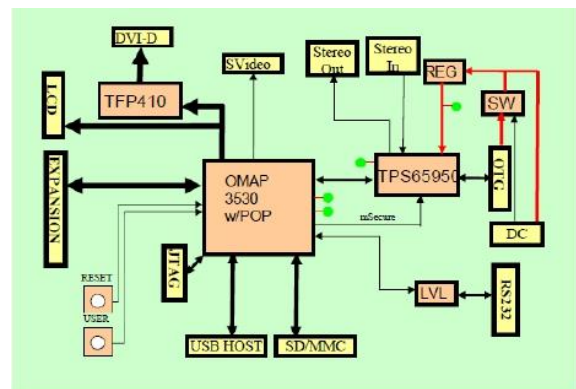 DVI-D
SVideo
Stereo
Out
Stereo
In
REG
LCD
TFP410
SW
EXPANSION
OMAP
3530
w/POP
TPS65950
OTG
mSecure
DC
JTAG
RESET
USER
LVL
RS232
USB HOST
SD/MMC